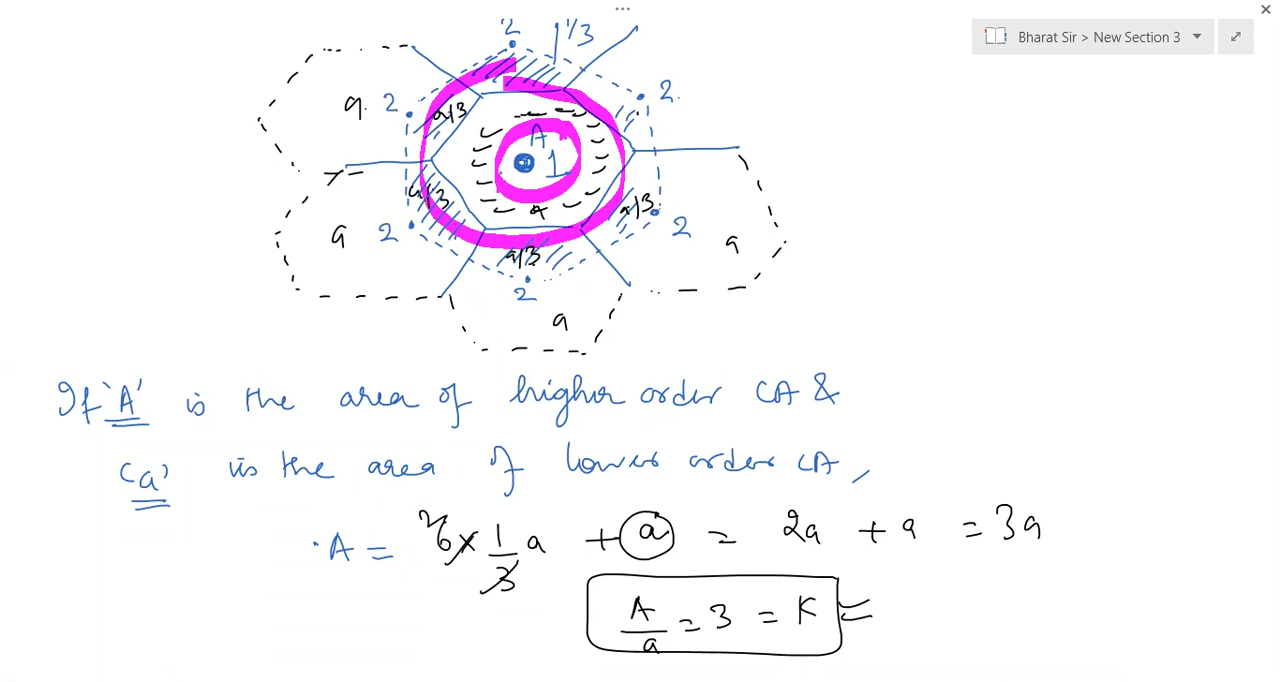 Bharat Sir > New Section 3
2 1/3
a 2 a/3 2
A
1
a/3 a a/3
a 2 2 a
a/3
2
a
If 'A' is the area of higher order CA &
'a' is the area of lower order CA,
A = 6 × 1/3 a + a = 2a + a = 3a
A/a = 3 = K